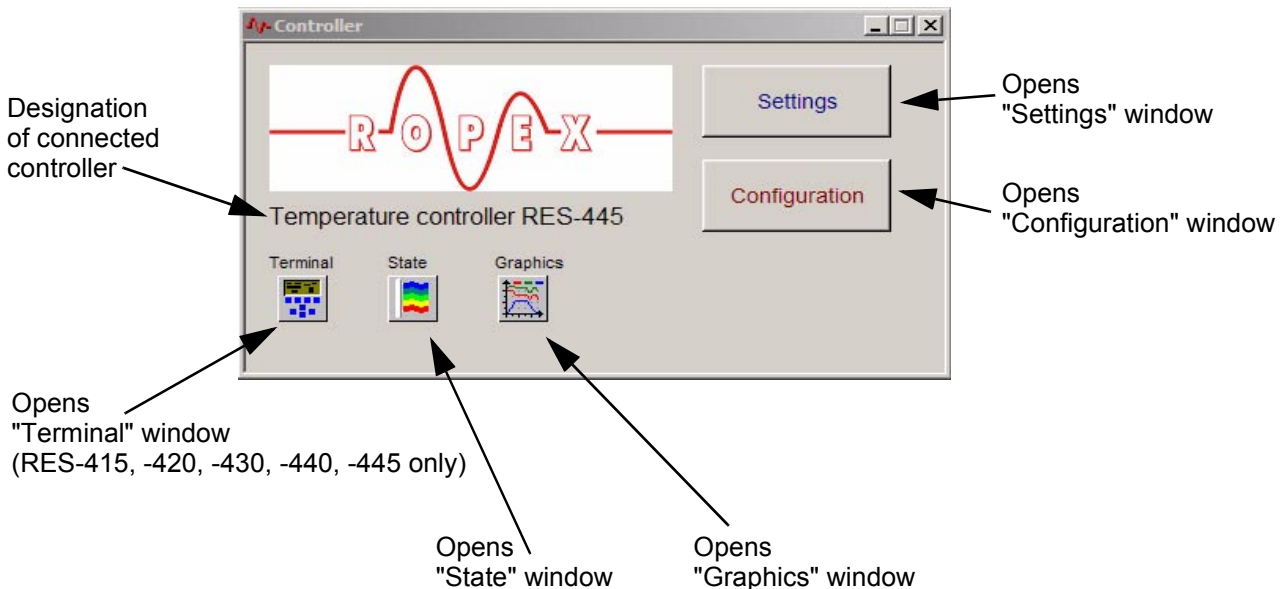 Controller
Designation
of connected
controller
ROPEX
Temperature controller RES-445
Terminal State Graphics
Settings
Configuration
Opens
"Settings" window
Opens
"Configuration" window
Opens
"Terminal" window
(RES-415, -420, -430, -440, -445 only)
Opens
"State" window
Opens
"Graphics" window